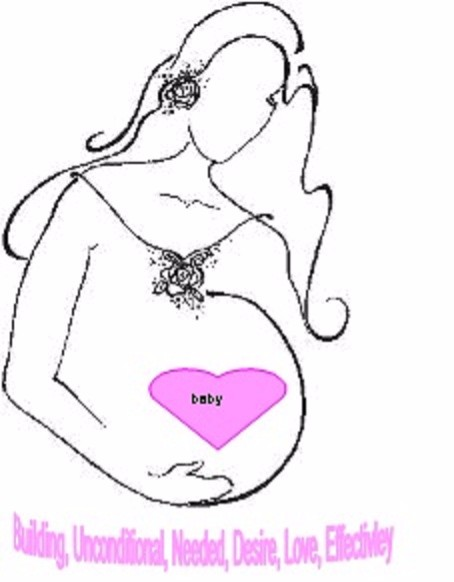 baby
Building, Unconditional, Needed, Desire, Love, Effectivley